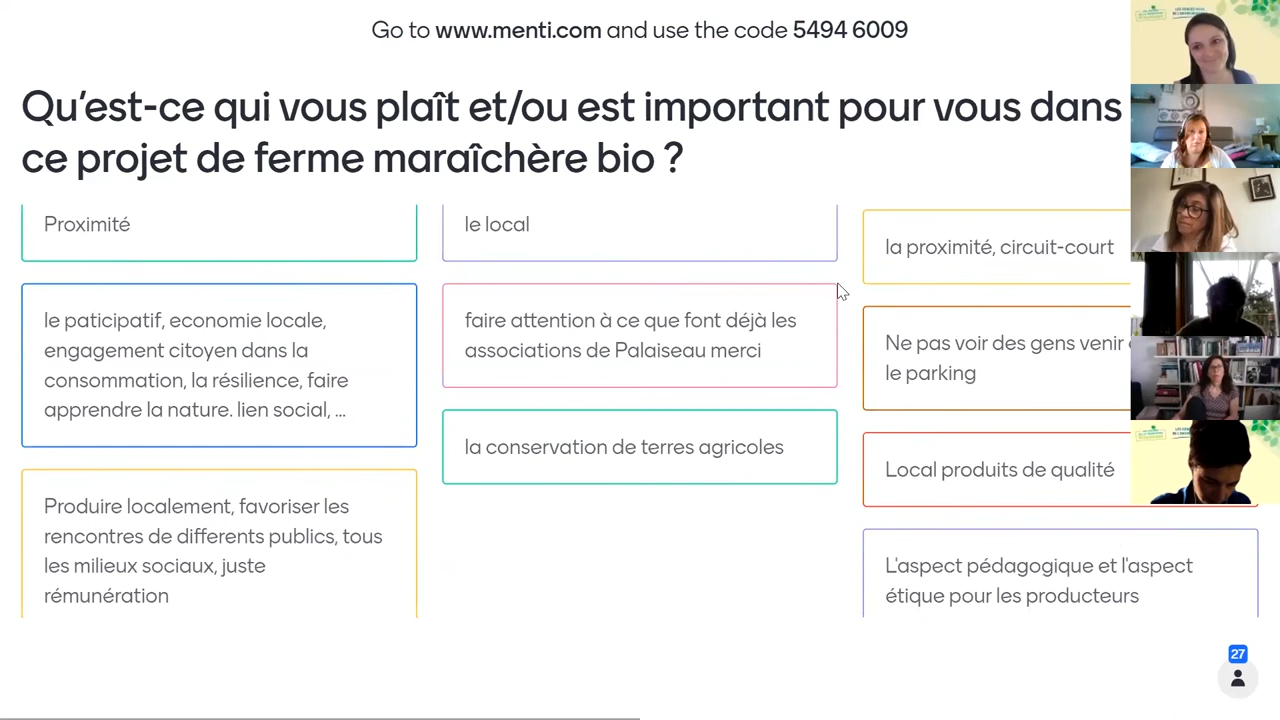 Go to www.menti.com and use the code 5494 6009
Qu’est-ce qui vous plaît et/ou est important pour vous dans
ce projet de ferme maraîchère bio ?
Proximité
le paticipatif, economie locale,
engagement citoyen dans la
consommation, la résilience, faire
apprendre la nature. lien social, ...
Produire localement, favoriser les
rencontres de differents publics, tous
les milieux sociaux, juste
rémunération
le local
faire attention à ce que font déjà les
associations de Palaiseau merci
la conservation de terres agricoles
la proximité, circuit-court
Ne pas voir des gens venir
le parking
Local produits de qualité
L'aspect pédagogique et l'aspect
étique pour les producteurs
27